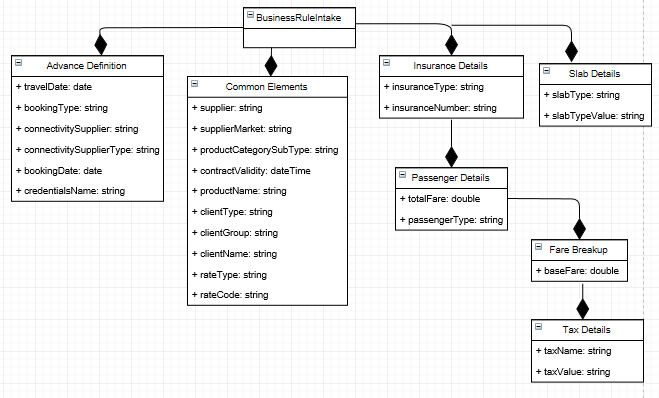 BusinessRuleIntake
Advance Definition
+ travelDate: date
+ bookingType: string
+ connectivitySupplier: string
+ connectivitySupplierType: string
+ bookingDate: date
+ credentialsName: string
Common Elements
+ supplier: string
+ supplierMarket: string
+ productCategorySubType: string
+ contractValidity: dateTime
+ productName: string
+ clientType: string
+ clientGroup: string
+ clientName: string
+ rateType: string
+ rateCode: string
Insurance Details
+ insuranceType: string
+ insuranceNumber: string
Slab Details
+ slabType: string
+ slabTypeValue: string
Passenger Details
+ totalFare: double
+ passengerType: string
Fare Breakup
+ baseFare: double
Tax Details
+ taxName: string
+ taxValue: string